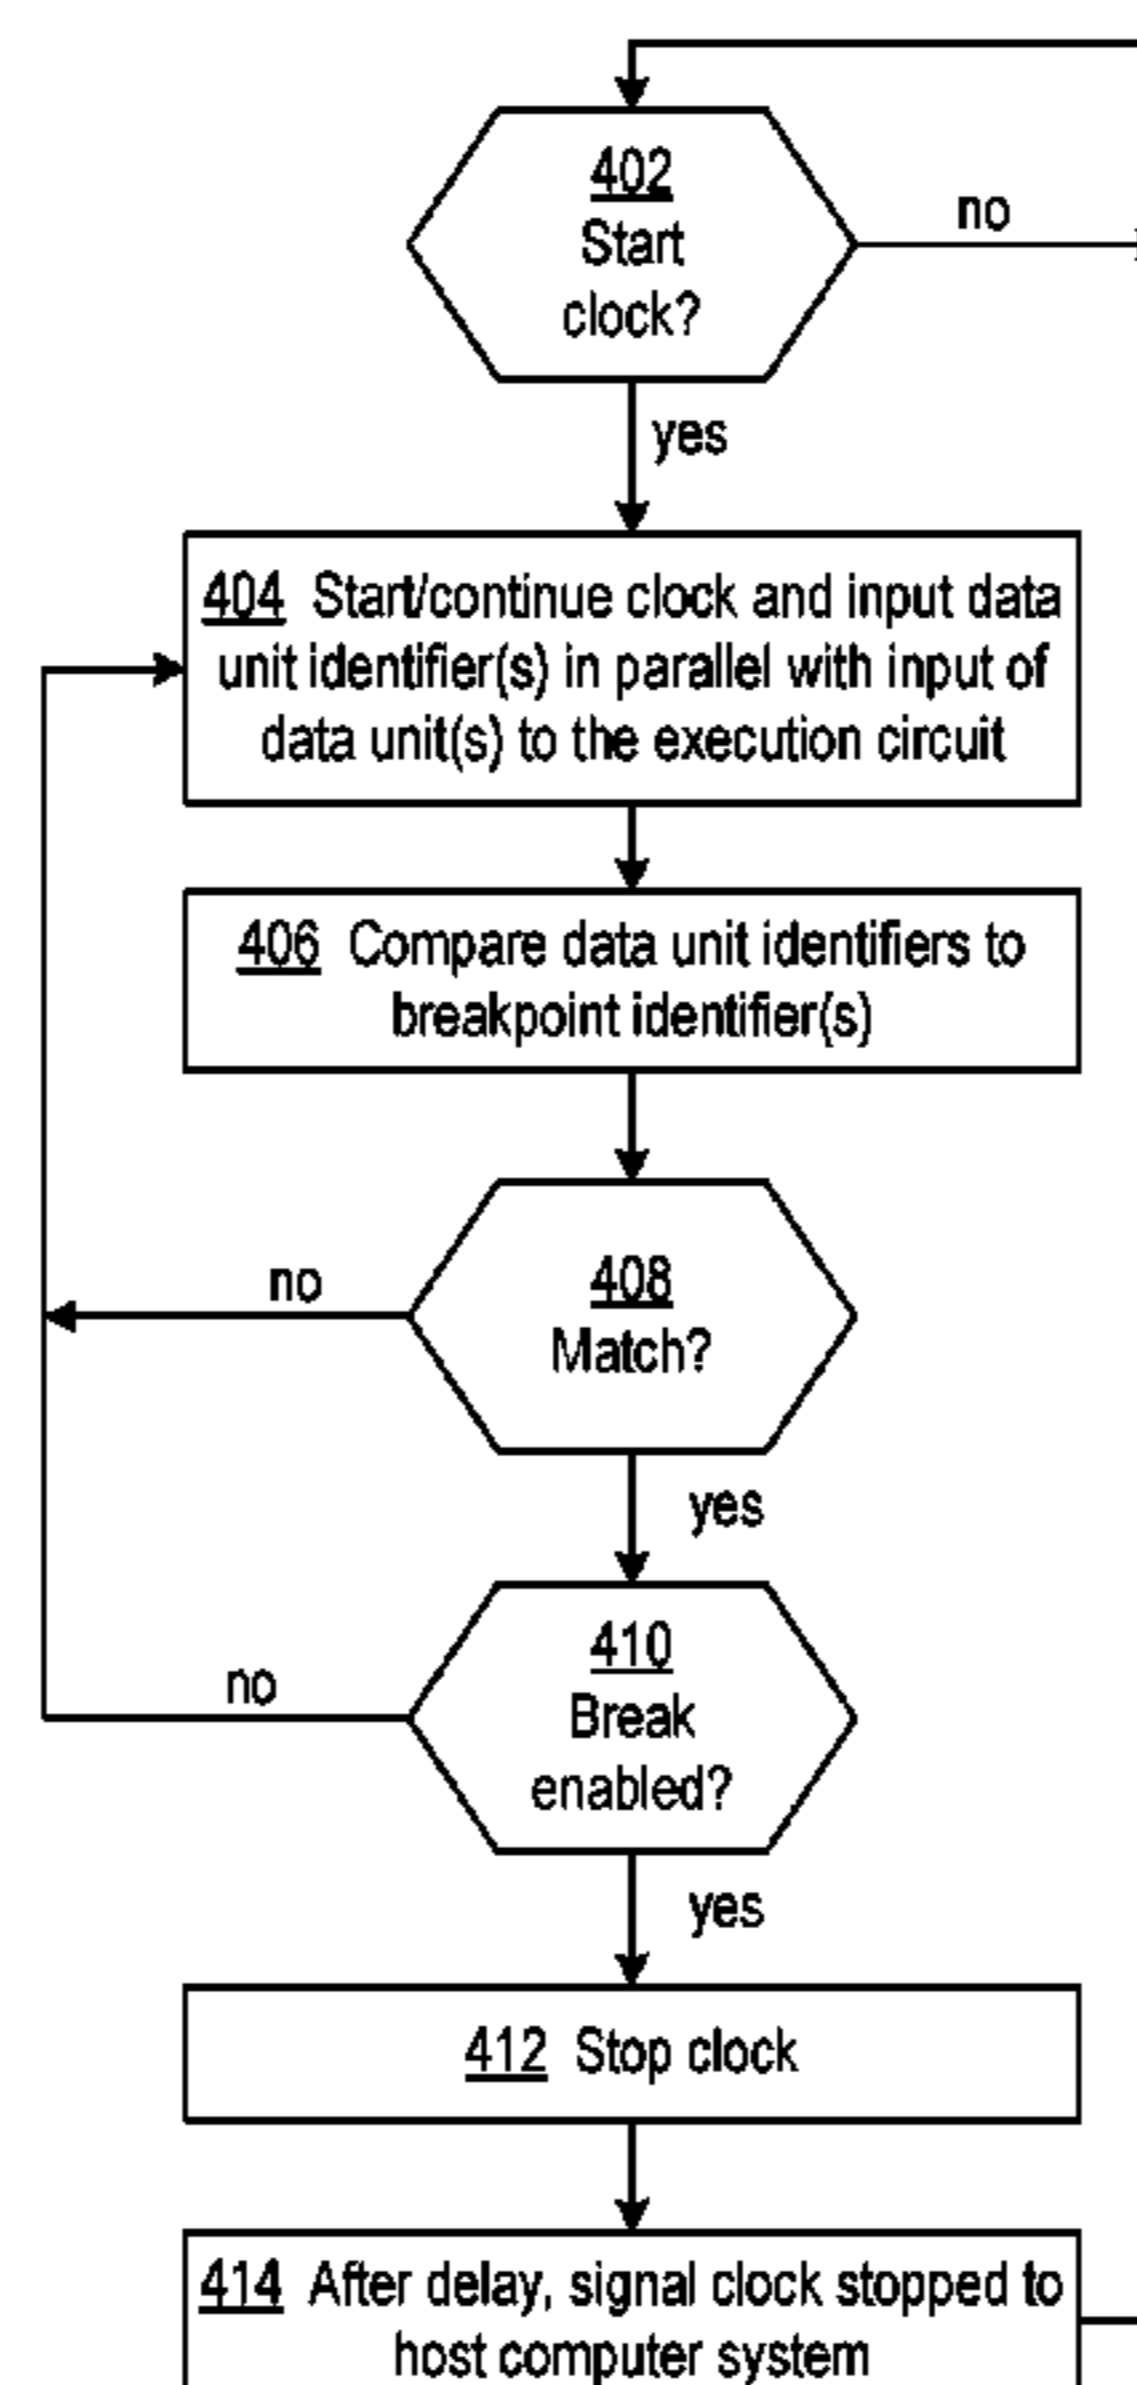 402
Start
clock?
no
yes
404 Start/continue clock and input data
unit identifier(s) in parallel with input of
data unit(s) to the execution circuit
406 Compare data unit identifiers to
breakpoint identifier(s)
408
Match?
no
yes
410
Break
enabled?
no
yes
412 Stop clock
414 After delay, signal clock stopped to
host computer system